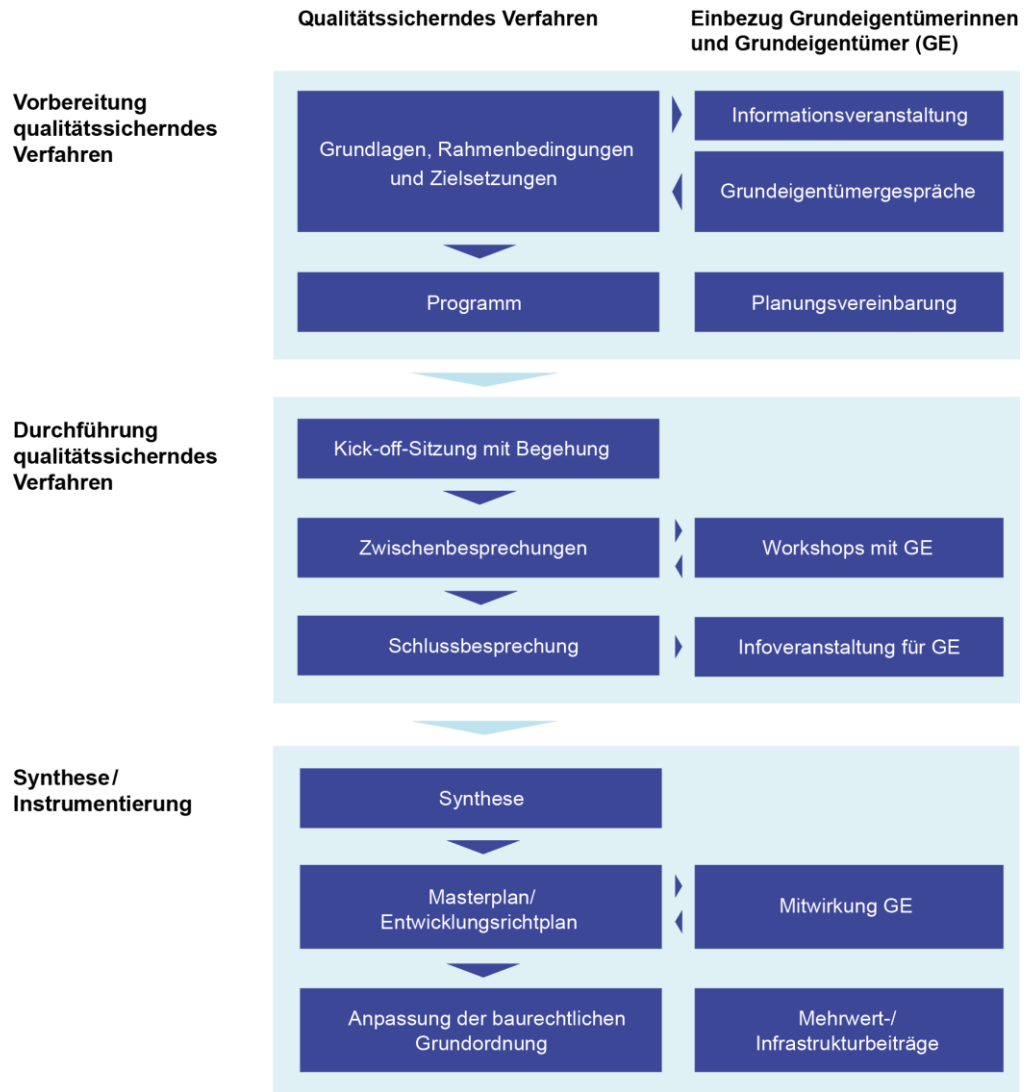 Qualitätssicherndes Verfahren
Einbezug Grundeigentümerinnen
und Grundeigentümer (GE)
Vorbereitung
qualitätssicherndes
Verfahren
Grundlagen, Rahmenbedingungen
und Zielsetzungen
Informationsveranstaltung
Grundeigentümergespräche
Programm
Planungsvereinbarung
Durchführung
qualitätssicherndes
Verfahren
Kick-off-Sitzung mit Begehung
Zwischenbesprechungen
Workshops mit GE
Schlussbesprechung
Infoveranstaltung für GE
Synthese/
Instrumentierung
Synthese
Masterplan/
Entwicklungsrichtplan
Mitwirkung GE
Anpassung der baurechtlichen
Grundordnung
Mehrwert-/
Infrastrukturbeiträge